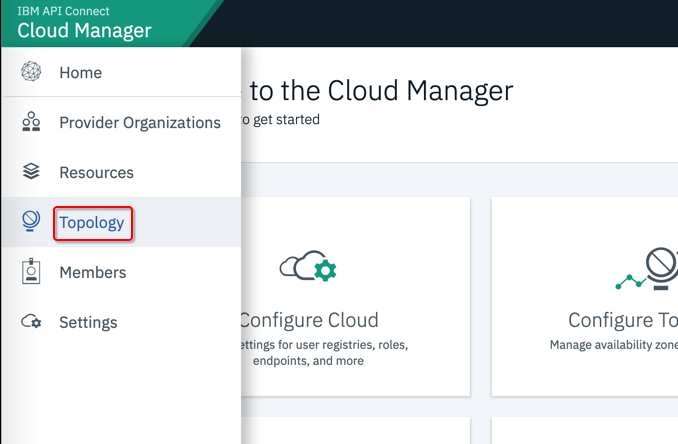 IBM API Connect
Cloud Manager
Home
Provider Organizations
Resources
Topology
Members
Settings
to the Cloud Manager
to get started
Configure Cloud
ettings for user registries, roles,
endpoints, and more
Configure To
Manage availability zone